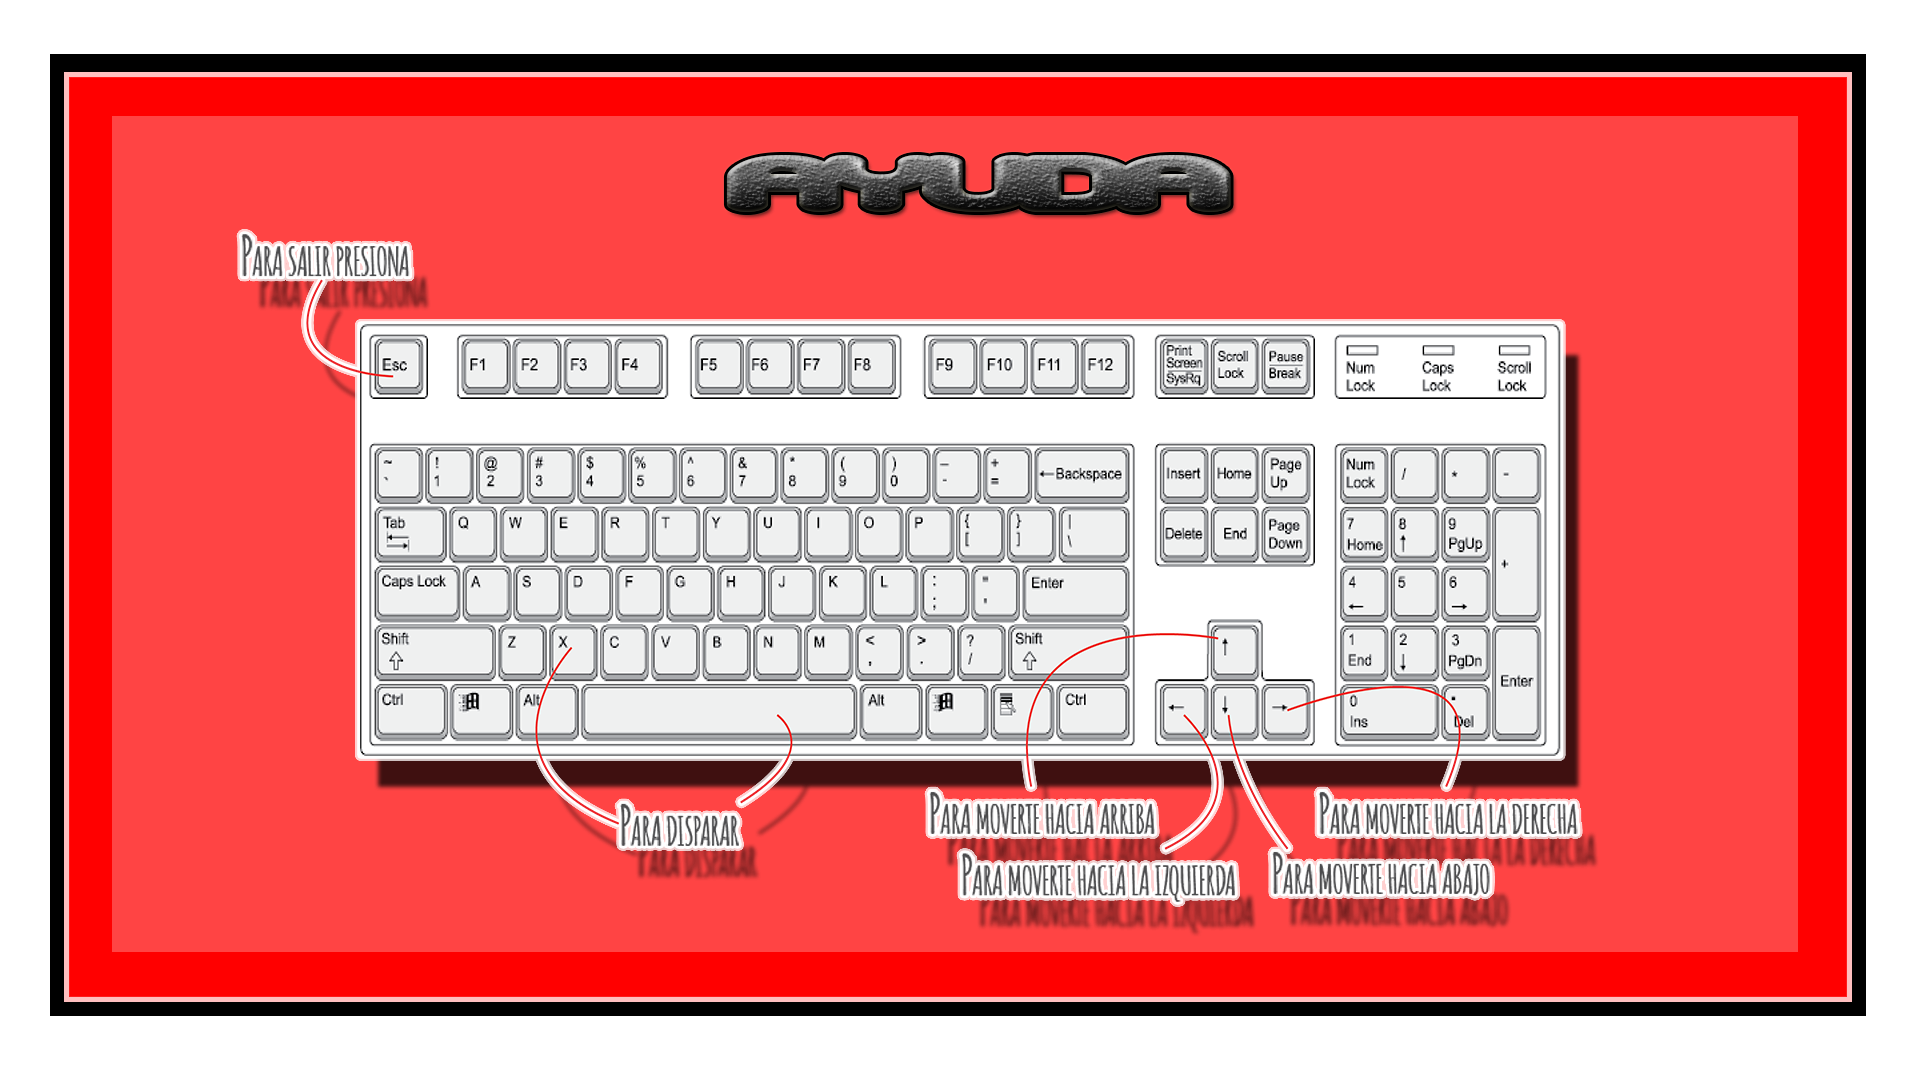 AYUDA
PARA SALIR PRESIONA
Esc F1 F2 F3 F4 F5 F6 F7 F8 F9 F10 F11 F12 Print Screen SysRq Scroll Lock Pause Break Num Lock Caps Lock Scroll Lock
~ ` ! 1 @ 2 # 3 $ 4 % 5 ^ 6 & 7 * 8 ( 9 ) 0 _ - + = ←Backspace Insert Home Page Up Num Lock / * -
Tab Q W E R T Y U I O P { [ } ] | \ Delete End Page Down 7 Home 8 ↑ 9 PgUp +
Caps Lock A S D F G H J K L : ; " ' Enter 4 ← 5 6 →
Shift Z X C V B N M < , > . ? / Shift ↑ 1 End 2 ↓ 3 PgDn Enter
Ctrl Alt Alt Ctrl ← ↓ → 0 Ins . Del
PARA DISPARAR
PARA MOVERTE HACIA ARRIBA
PARA MOVERTE HACIA LA DERECHA
PARA MOVERTE HACIA LA IZQUIERDA
PARA MOVERTE HACIA ABAJO